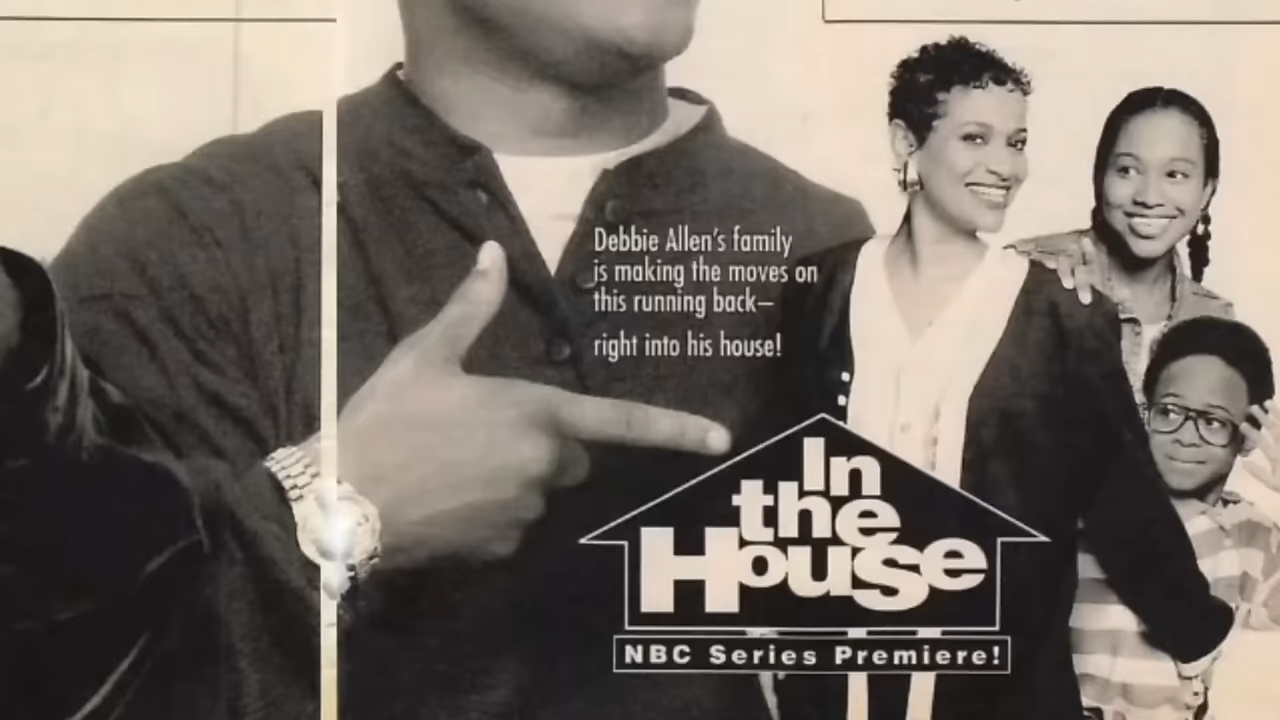 Debbie Allen's family
is making the moves on
this running back—
right into his house!
In
the
House
NBC Series Premiere!